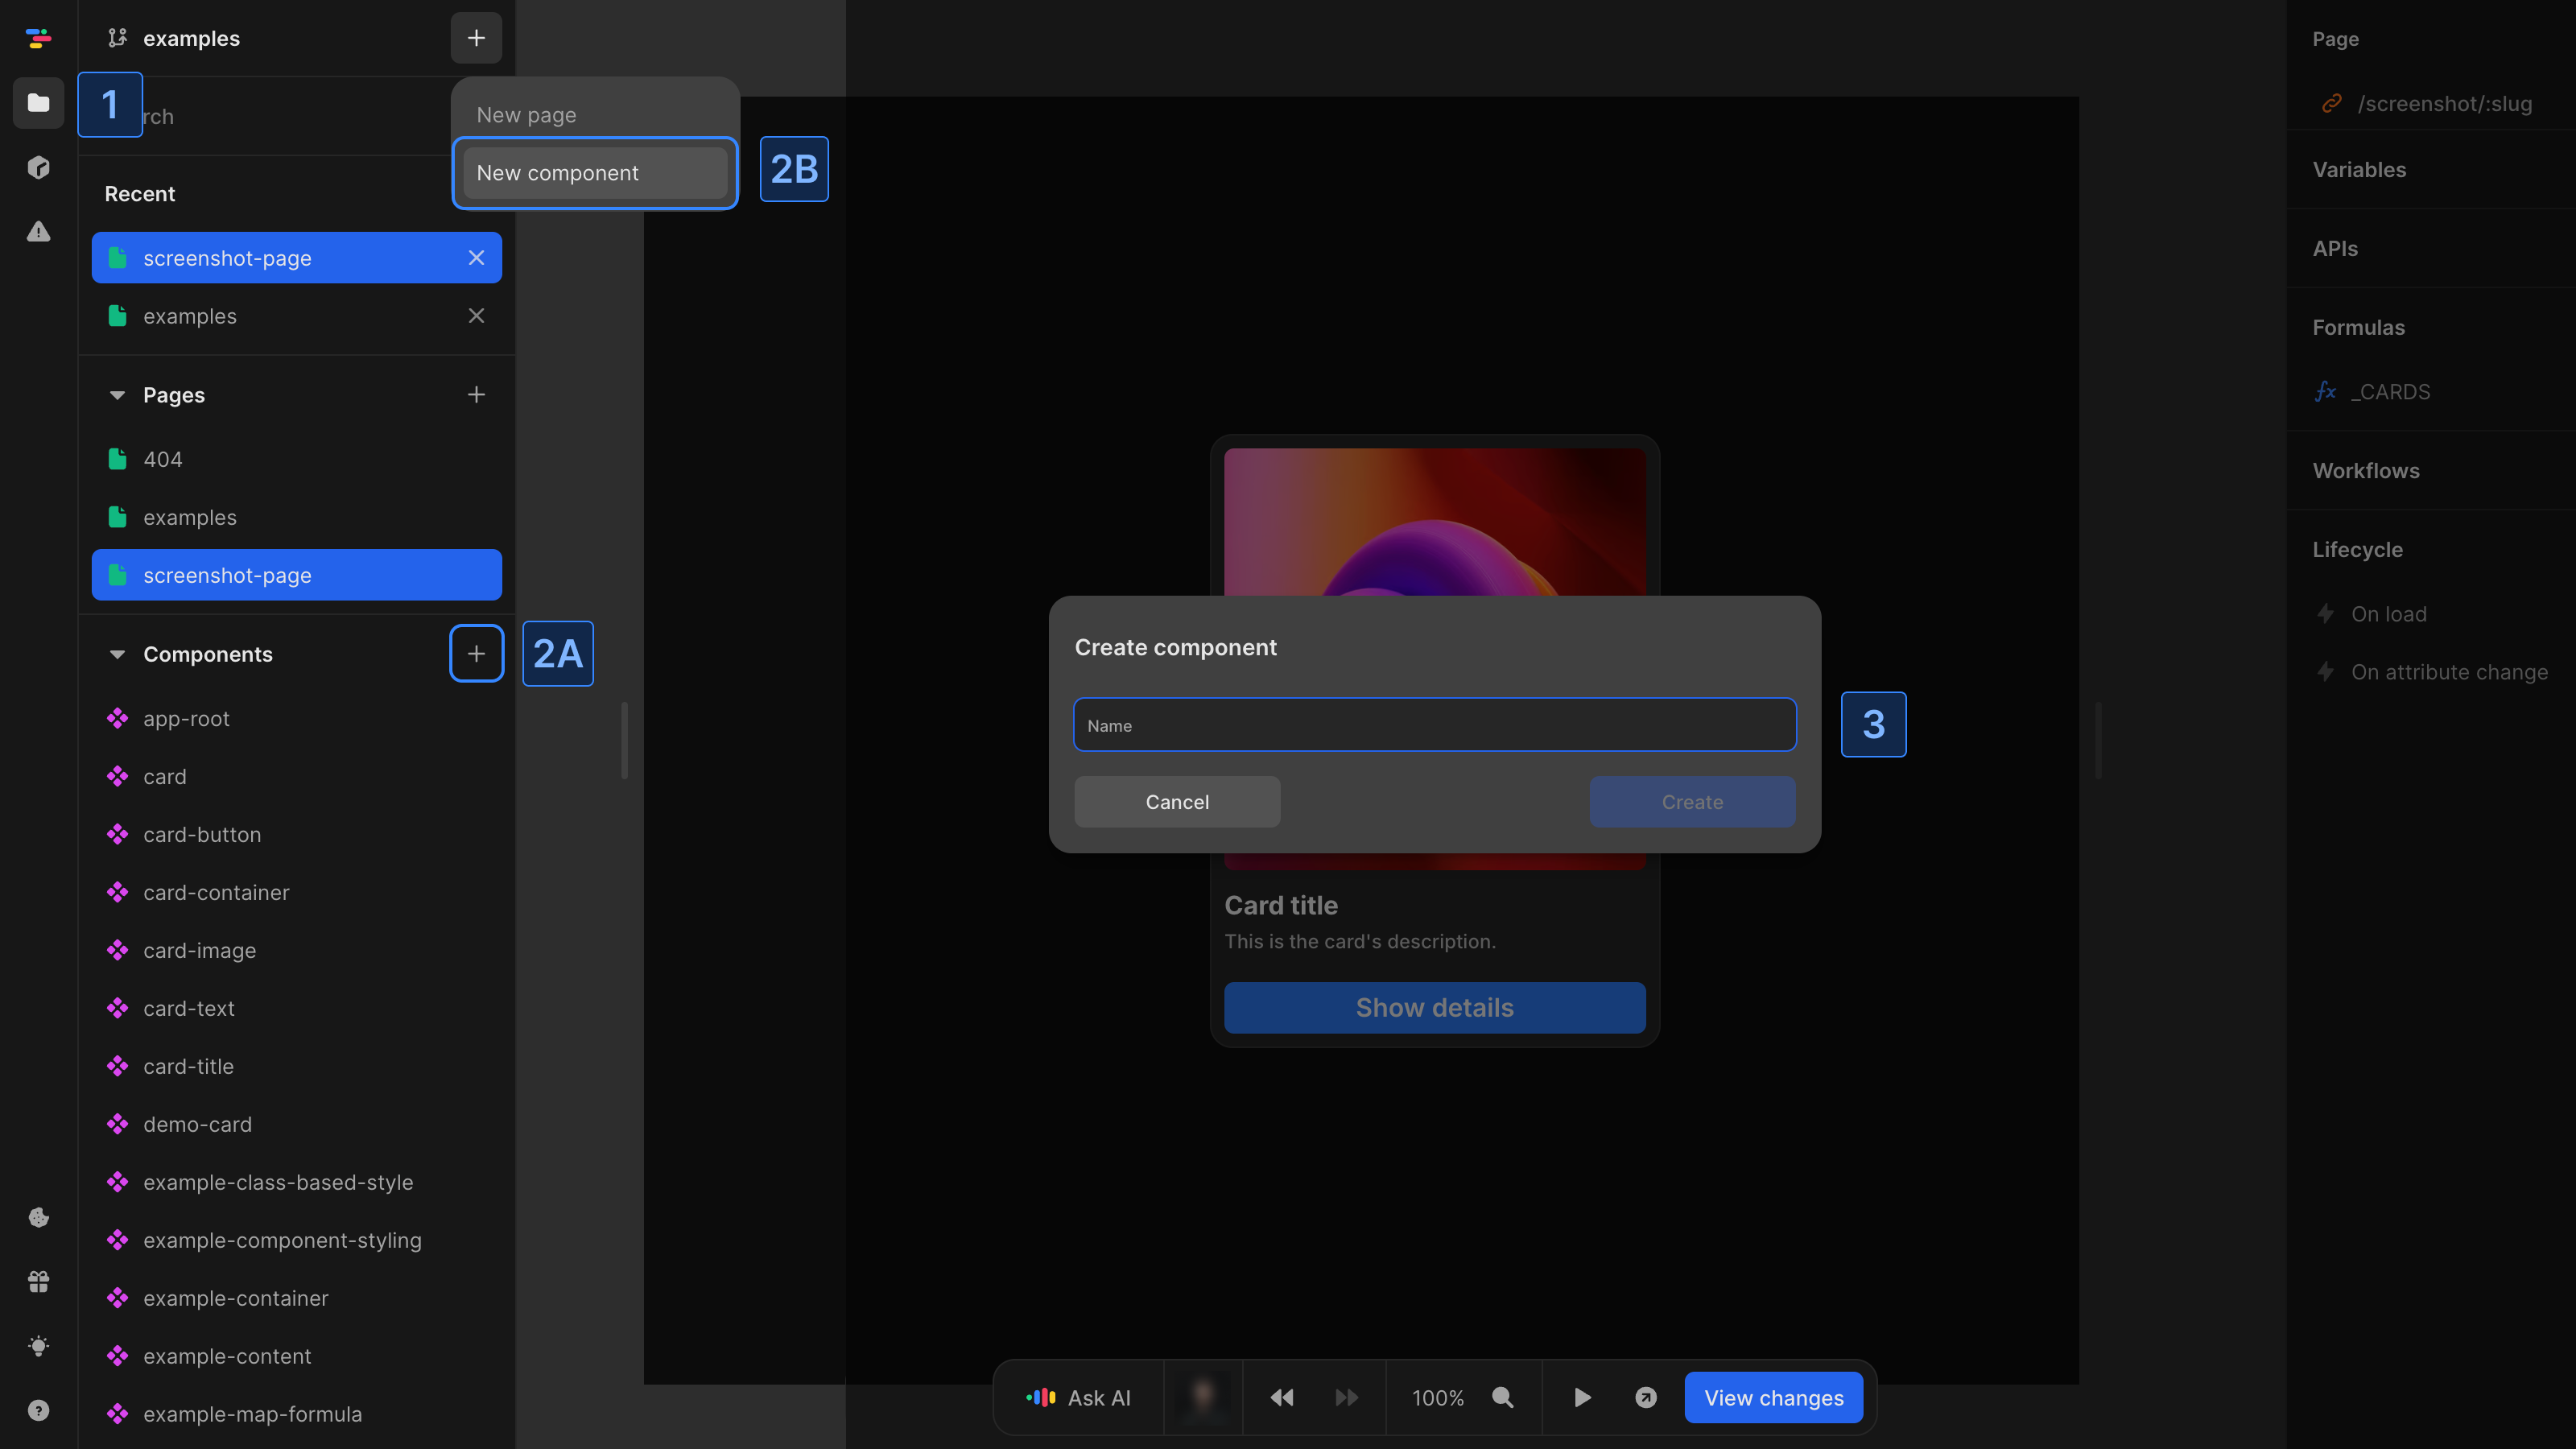 examples
1
rch
New page
New component
2B
Recent
screenshot-page
examples
Pages
404
examples
screenshot-page
Components
2A
app-root
card
card-button
card-container
card-image
card-text
card-title
demo-card
example-class-based-style
example-component-styling
example-container
example-content
example-map-formula
Create component
Name
Cancel
Create
3
Card title
This is the card's description.
Show details
Ask AI
100%
View changes
Page
/screenshot/:slug
Variables
APIs
Formulas
fx _CARDS
Workflows
Lifecycle
On load
On attribute change